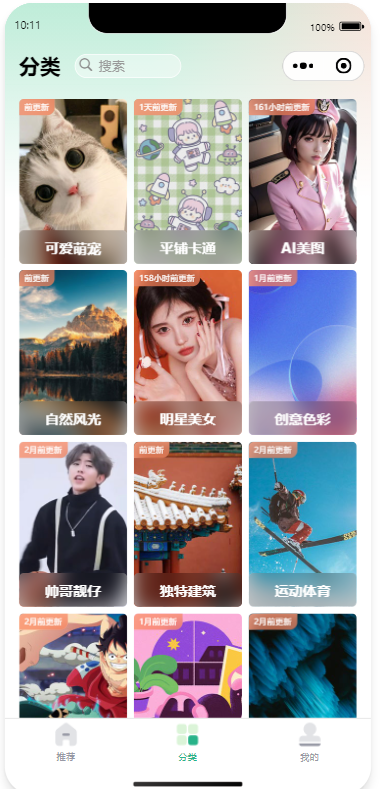 10:11
100%
分类
搜索
前更新
1天前更新
161小时前更新
可爱萌宠
平铺卡通
AI美图
前更新
158小时前更新
1月前更新
自然风光
明星美女
创意色彩
2月前更新
前更新
2月前更新
帅哥靓仔
独特建筑
运动体育
2月前更新
1月前更新
2月前更新
推荐
分类
我的